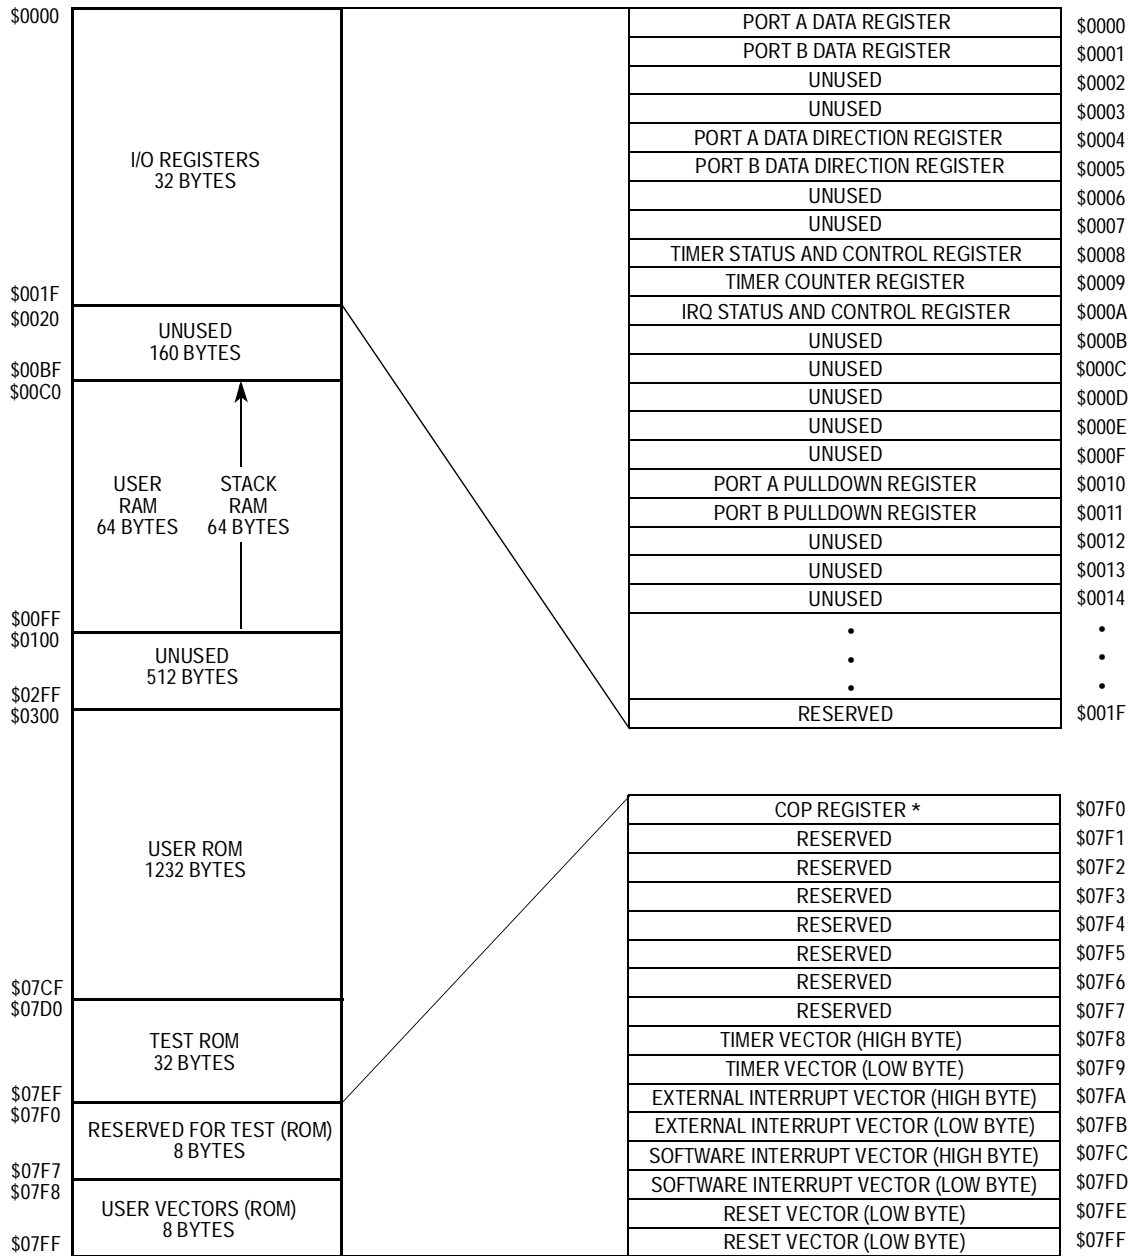 $0000
I/O REGISTERS
32 BYTES
$001F
$0020
UNUSED
160 BYTES
$00BF
$00C0
USER
RAM
64 BYTES
STACK
RAM
64 BYTES
$00FF
$0100
UNUSED
512 BYTES
$02FF
$0300
USER ROM
1232 BYTES
$07CF
$07D0
TEST ROM
32 BYTES
$07EF
$07F0
RESERVED FOR TEST (ROM)
8 BYTES
$07F7
$07F8
USER VECTORS (ROM)
8 BYTES
$07FF
PORT A DATA REGISTER $0000
PORT B DATA REGISTER $0001
UNUSED $0002
UNUSED $0003
PORT A DATA DIRECTION REGISTER $0004
PORT B DATA DIRECTION REGISTER $0005
UNUSED $0006
UNUSED $0007
TIMER STATUS AND CONTROL REGISTER $0008
TIMER COUNTER REGISTER $0009
IRQ STATUS AND CONTROL REGISTER $000A
UNUSED $000B
UNUSED $000C
UNUSED $000D
UNUSED $000E
UNUSED $000F
PORT A PULLDOWN REGISTER $0010
PORT B PULLDOWN REGISTER $0011
UNUSED $0012
UNUSED $0013
UNUSED $0014
• •
• •
• •
RESERVED $001F
COP REGISTER * $07F0
RESERVED $07F1
RESERVED $07F2
RESERVED $07F3
RESERVED $07F4
RESERVED $07F5
RESERVED $07F6
RESERVED $07F7
TIMER VECTOR (HIGH BYTE) $07F8
TIMER VECTOR (LOW BYTE) $07F9
EXTERNAL INTERRUPT VECTOR (HIGH BYTE) $07FA
EXTERNAL INTERRUPT VECTOR (LOW BYTE) $07FB
SOFTWARE INTERRUPT VECTOR (HIGH BYTE) $07FC
SOFTWARE INTERRUPT VECTOR (LOW BYTE) $07FD
RESET VECTOR (LOW BYTE) $07FE
RESET VECTOR (LOW BYTE) $07FF